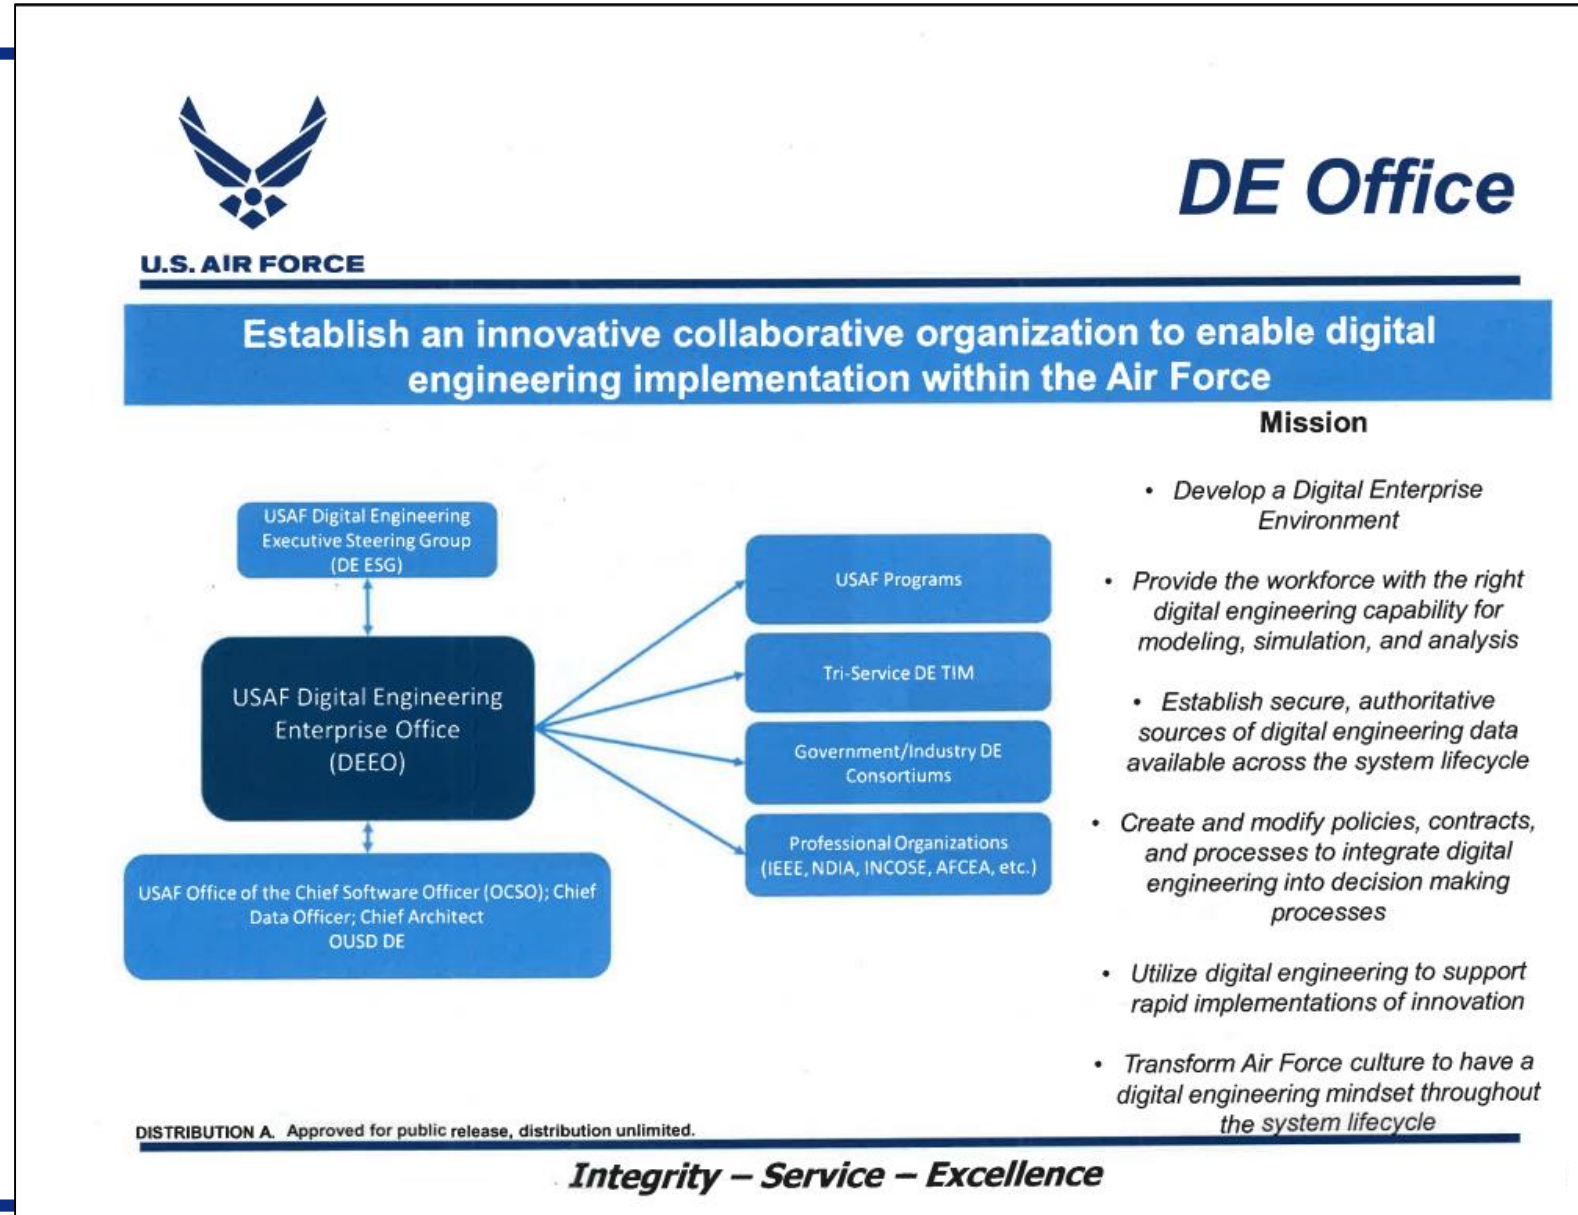 U.S. AIR FORCE
DE Office
Establish an innovative collaborative organization to enable digital
engineering implementation within the Air Force
USAF Digital Engineering
Executive Steering Group
(DE ESG)
USAF Digital Engineering
Enterprise Office
(DEEO)
USAF Office of the Chief Software Officer (OCSO); Chief
Data Officer; Chief Architect
OUSD DE
USAF Programs
Tri-Service DE TIM
Government/Industry DE
Consortiums
Professional Organizations
(IEEE, NDIA, INCOSE, AFCEA, etc.)
Mission
• Develop a Digital Enterprise
Environment
• Provide the workforce with the right
digital engineering capability for
modeling, simulation, and analysis
• Establish secure, authoritative
sources of digital engineering data
available across the system lifecycle
• Create and modify policies, contracts,
and processes to integrate digital
engineering into decision making
processes
• Utilize digital engineering to support
rapid implementations of innovation
• Transform Air Force culture to have a
digital engineering mindset throughout
the system lifecycle
DISTRIBUTION A. Approved for public release, distribution unlimited.
Integrity – Service – Excellence